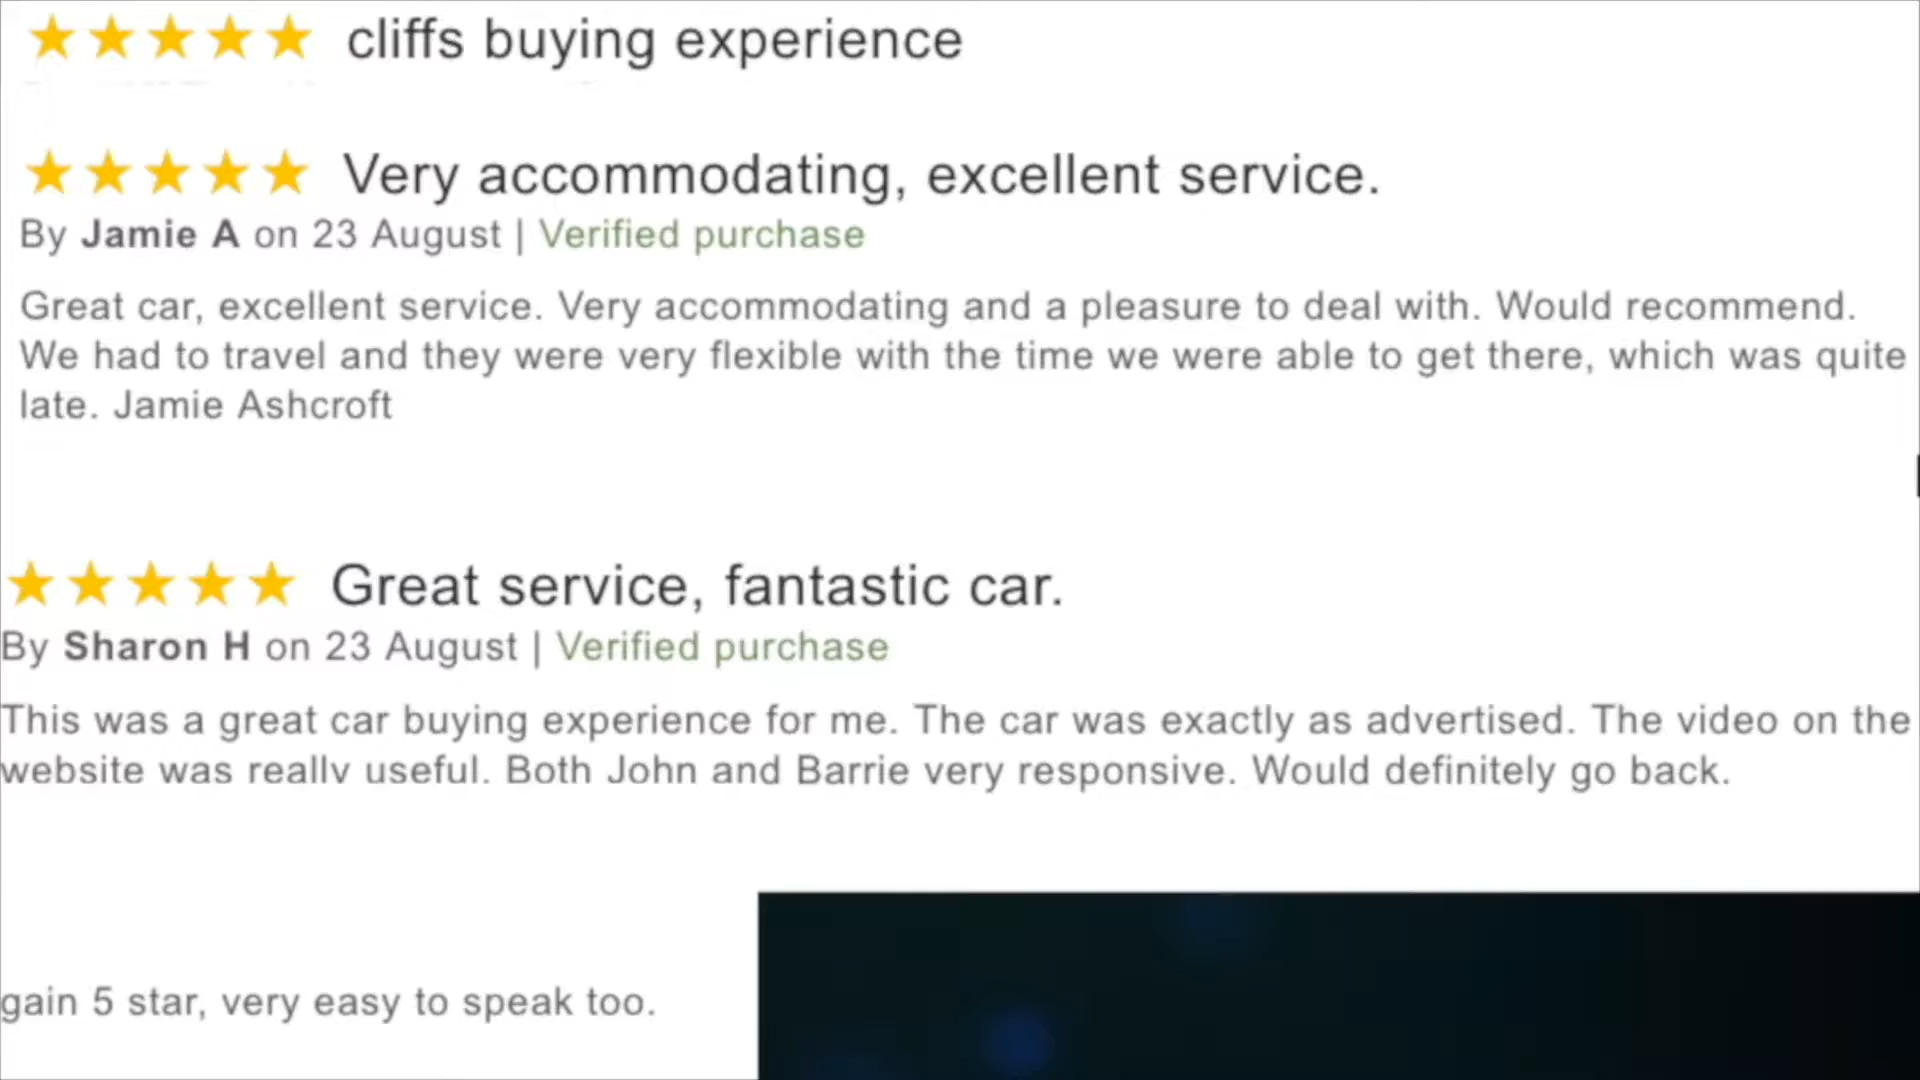 cliffs buying experience
Very accommodating, excellent service.
By Jamie A on 23 August | Verified purchase
Great car, excellent service. Very accommodating and a pleasure to deal with. Would recommend.
We had to travel and they were very flexible with the time we were able to get there, which was quite
late. Jamie Ashcroft
Great service, fantastic car.
By Sharon H on 23 August | Verified purchase
This was a great car buying experience for me. The car was exactly as advertised. The video on the
website was really useful. Both John and Barrie very responsive. Would definitely go back.
gain 5 star, very easy to speak too.